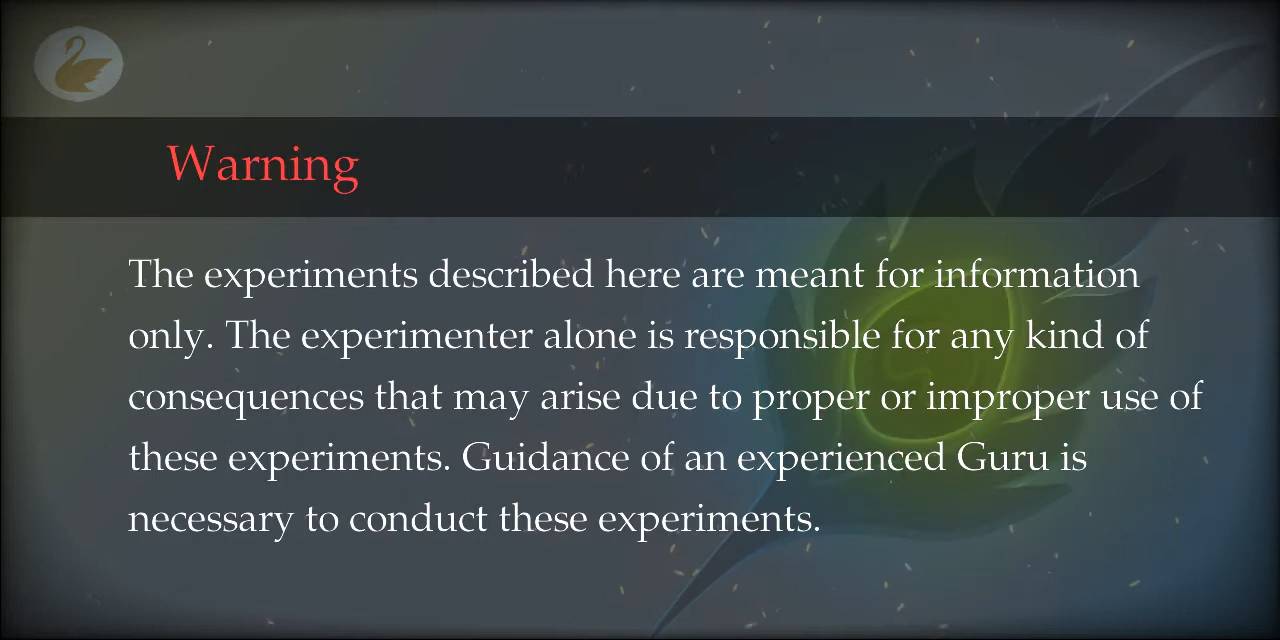 Warning
The experiments described here are meant for information
only. The experimenter alone is responsible for any kind of
consequences that may arise due to proper or improper use of
these experiments. Guidance of an experienced Guru is
necessary to conduct these experiments.